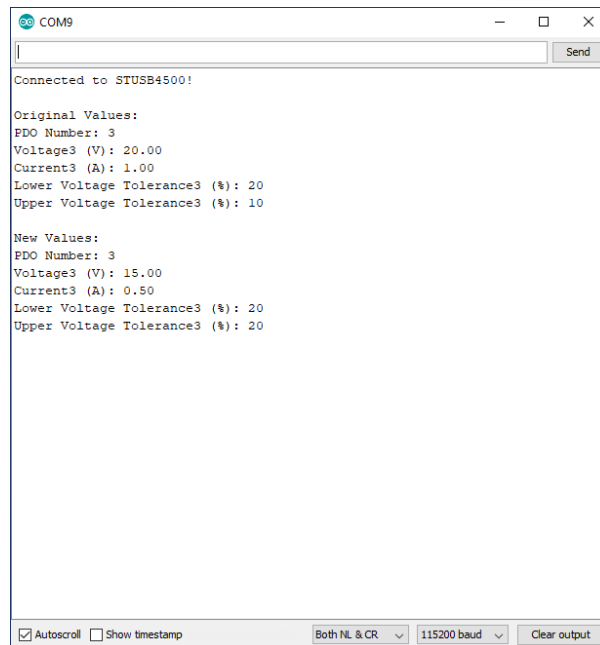 COM9
Send
Connected to STUSB4500!
Original Values:
PDO Number: 3
Voltage3 (V): 20.00
Current3 (A): 1.00
Lower Voltage Tolerance3 (%): 20
Upper Voltage Tolerance3 (%): 10
New Values:
PDO Number: 3
Voltage3 (V): 15.00
Current3 (A): 0.50
Lower Voltage Tolerance3 (%): 20
Upper Voltage Tolerance3 (%): 20
Autoscroll Show timestamp Both NL & CR 115200 baud Clear output